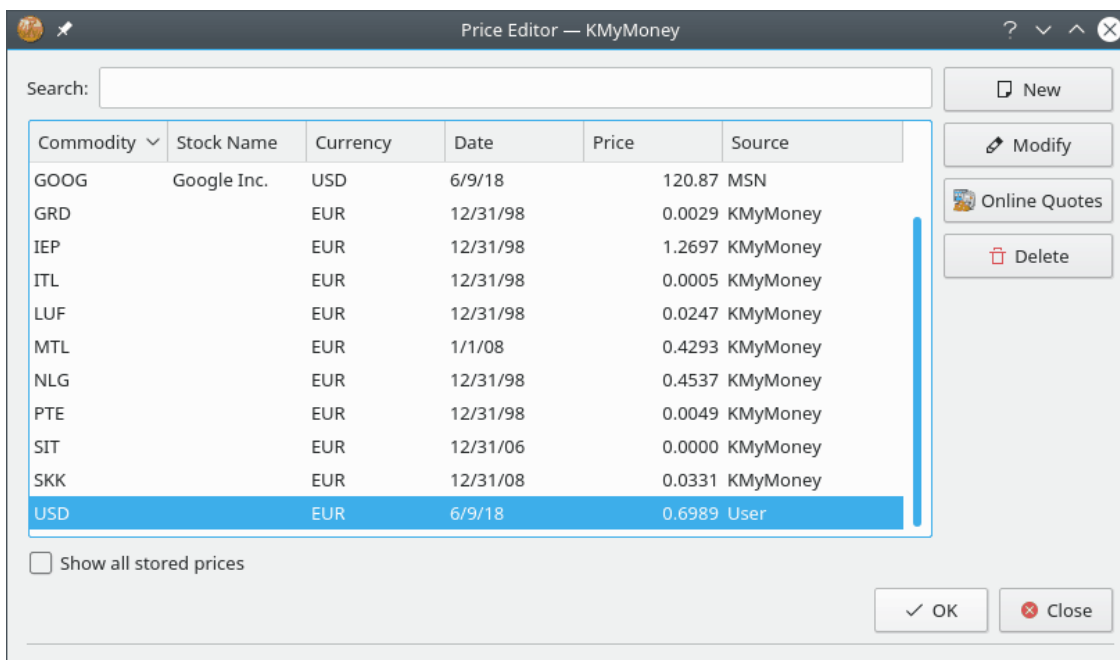 Price Editor — KMyMoney
Search:
New
Commodity Stock Name Currency Date Price Source
Modify
GOOG Google Inc. USD 6/9/18 120.87 MSN
Online Quotes
GRD EUR 12/31/98 0.0029 KMyMoney
IEP EUR 12/31/98 1.2697 KMyMoney
Delete
ITL EUR 12/31/98 0.0005 KMyMoney
LUF EUR 12/31/98 0.0247 KMyMoney
MTL EUR 1/1/08 0.4293 KMyMoney
NLG EUR 12/31/98 0.4537 KMyMoney
PTE EUR 12/31/98 0.0049 KMyMoney
SIT EUR 12/31/06 0.0000 KMyMoney
SKK EUR 12/31/08 0.0331 KMyMoney
USD EUR 6/9/18 0.6989 User
Show all stored prices
OK Close